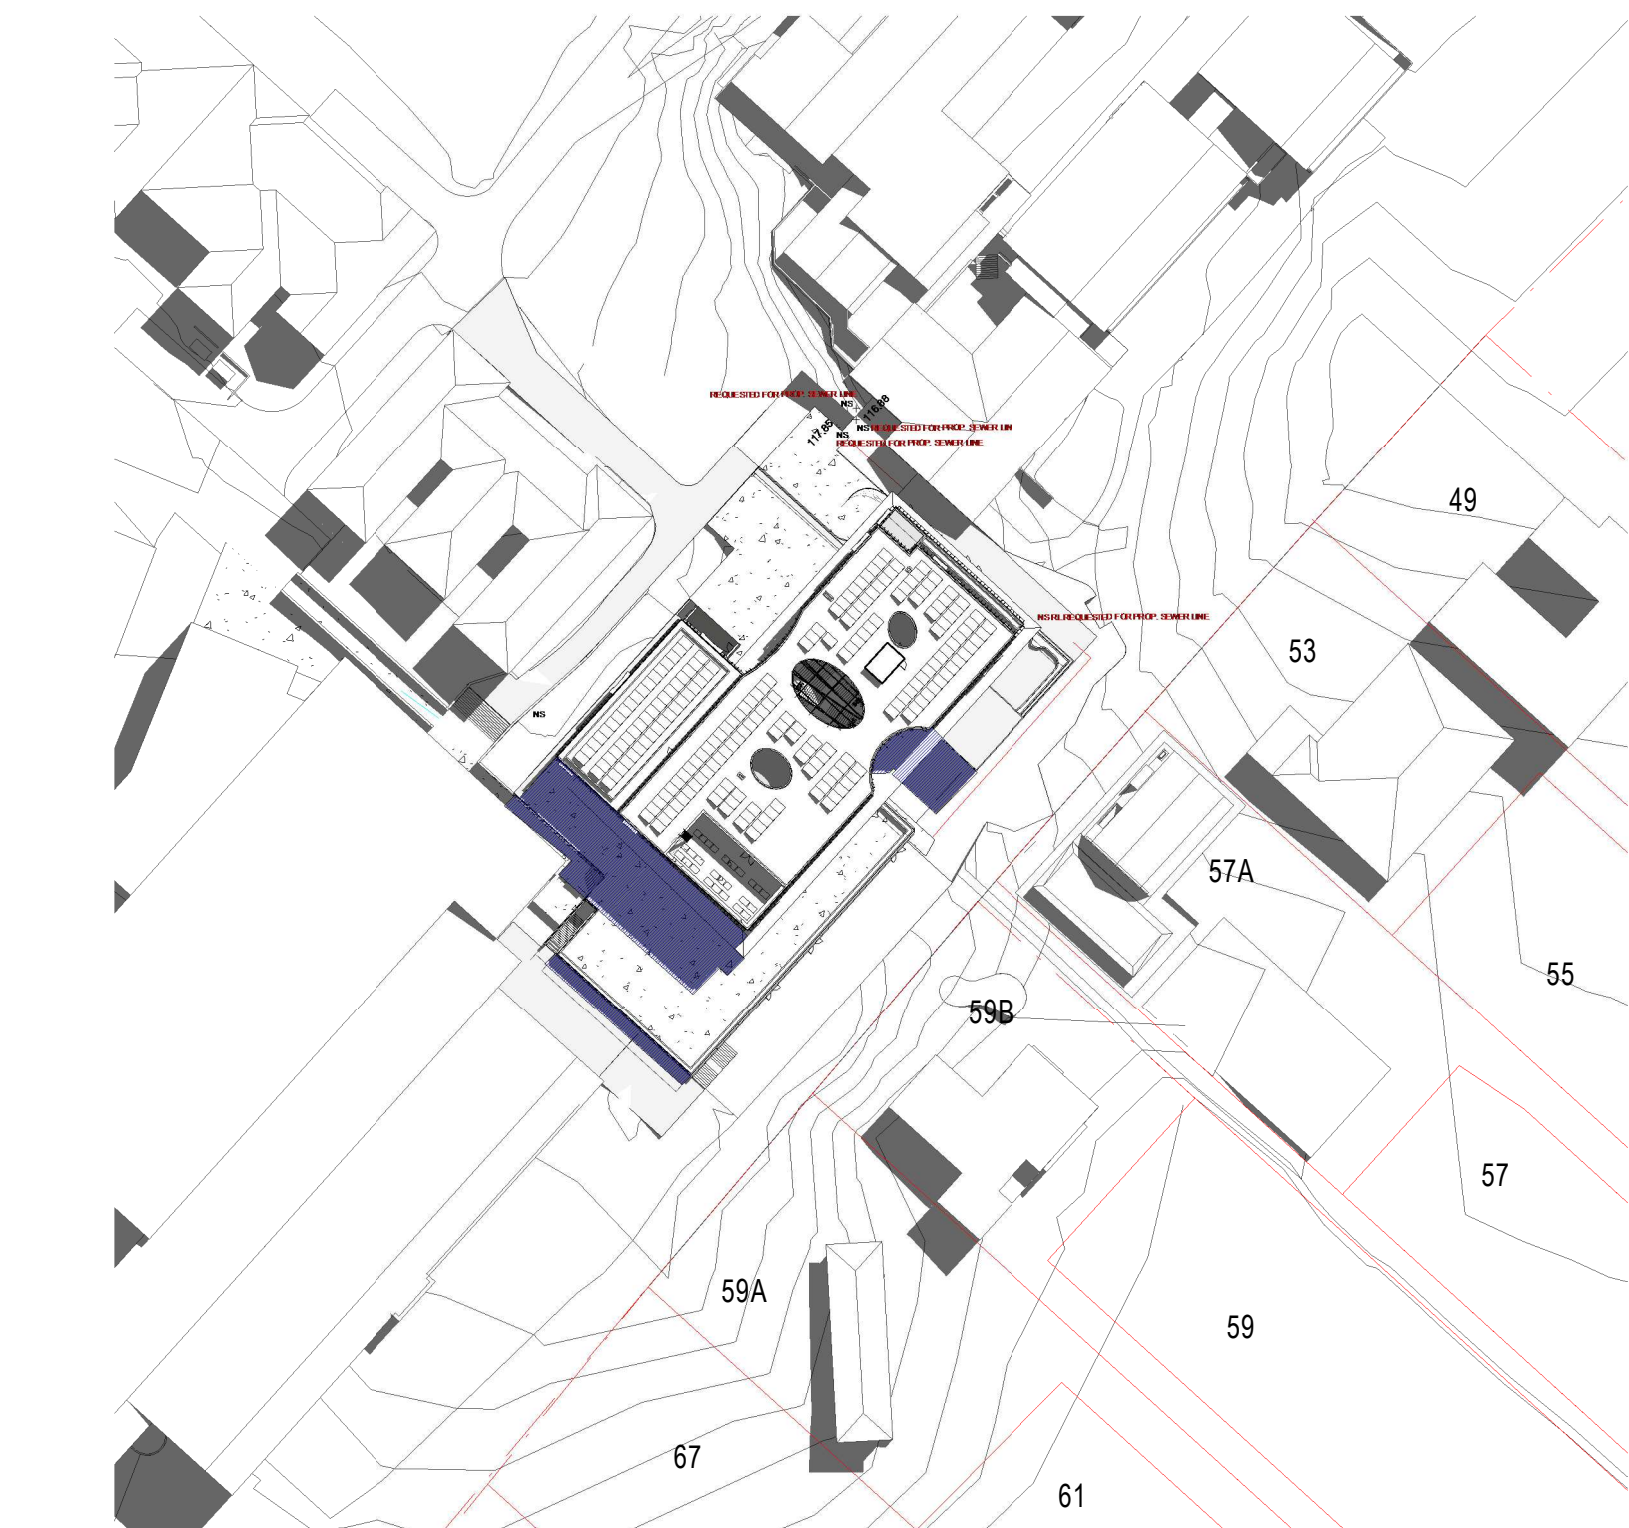 REQUESTED FOR PROP. SEWER LINE
NS
116.88
117.85
NS REQUESTED FOR PROP. SEWER LIN
NS
REQUESTED FOR PROP. SEWER LINE
49
NS RL REQUESTED FOR PROP. SEWER LINE
53
NS
57A
55
59B
57
59A
59
67
61